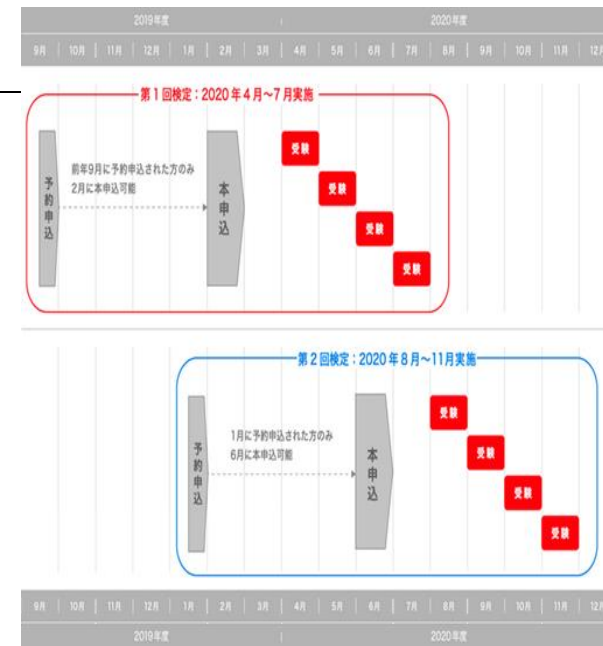 2019年度
2020年度
9月 10月 11月 12月 1月 2月 3月 4月 5月 6月 7月 8月 9月 10月 11月 12月
第1回検定：2020年4月～7月実施
予約申込
前年9月に予約申込された方のみ
2月に本申込可能
本申込
受験
受験
受験
受験
第2回検定：2020年8月～11月実施
予約申込
1月に予約申込された方のみ
6月に本申込可能
本申込
受験
受験
受験
受験
9月 10月 11月 12月 1月 2月 3月 4月 5月 6月 7月 8月 9月 10月 11月 12月
2019年度
2020年度